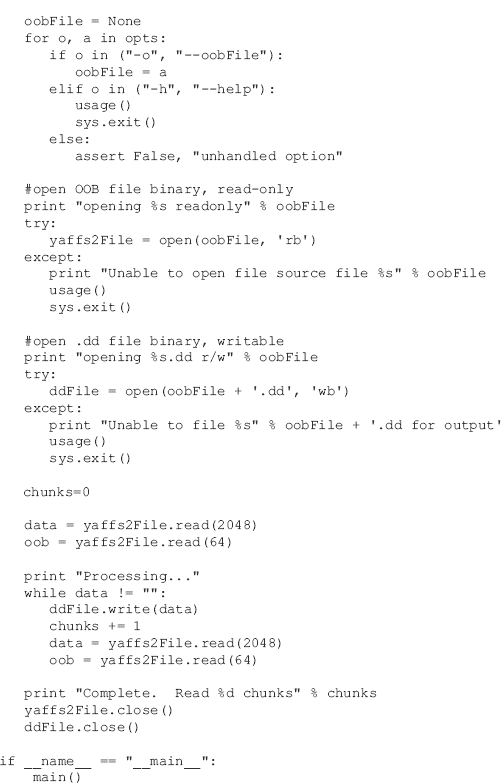 oobFile = None
for o, a in opts:
if o in ("-o", "--oobFile"):
oobFile = a
elif o in ("-h", "--help"):
usage()
sys.exit()
else:
assert False, "unhandled option"
#open OOB file binary, read-only
print "opening %s readonly" % oobFile
try:
yaffs2File = open(oobFile, 'rb')
except:
print "Unable to open file source file %s" % oobFile
usage()
sys.exit()
#open .dd file binary, writable
print "opening %s.dd r/w" % oobFile
try:
ddFile = open(oobFile + '.dd', 'wb')
except:
print "Unable to file %s" % oobFile + '.dd for output'
usage()
sys.exit()
chunks=0
data = yaffs2File.read(2048)
oob = yaffs2File.read(64)
print "Processing..."
while data != "":
ddFile.write(data)
chunks += 1
data = yaffs2File.read(2048)
oob = yaffs2File.read(64)
print "Complete.  Read %d chunks" % chunks
yaffs2File.close()
ddFile.close()
if __name__ == "__main__":
main()